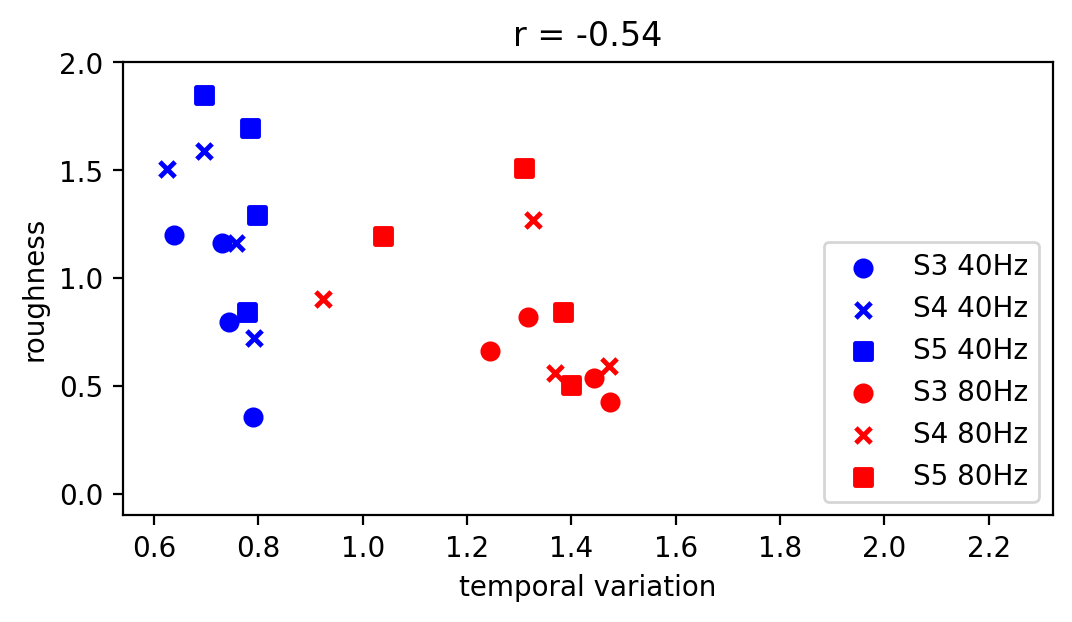 r = -0.54
2.0
1.5
1.0
0.5
0.0
roughness
S3 40Hz
S4 40Hz
S5 40Hz
S3 80Hz
S4 80Hz
S5 80Hz
0.6 0.8 1.0 1.2 1.4 1.6 1.8 2.0 2.2
temporal variation